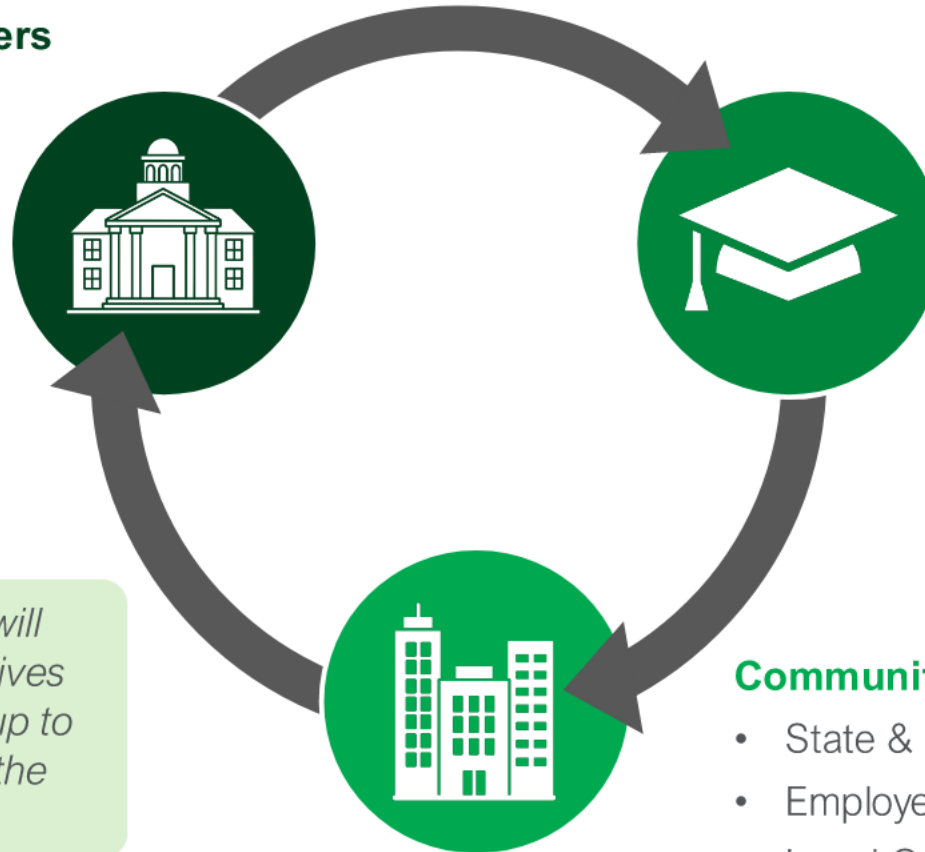 ers
will
ives
up to
the
Communit
• State &
• Employe